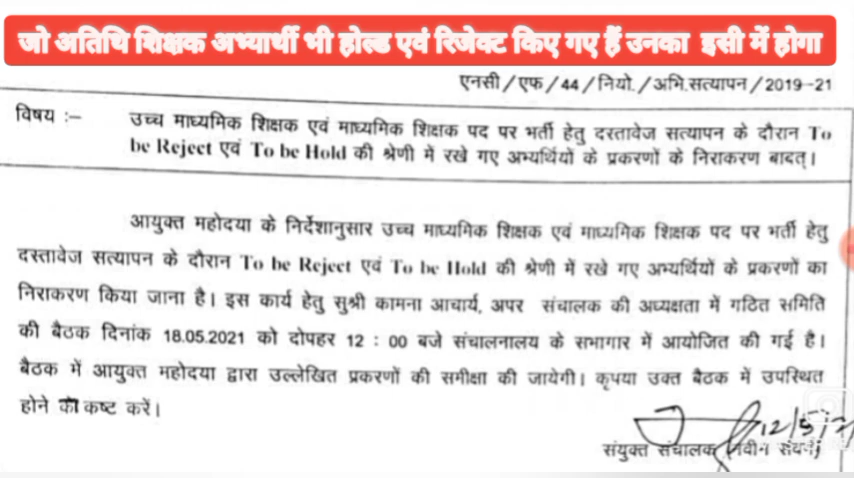 जो अतिथि शिक्षक अभ्यार्थी भी होल्ड एवं रिजेक्ट किए गए हैं उनका इसी में होगा
एनसी/एफ/44/नियो./अभि.सत्यापन/2019-21
विषय :– उच्च माध्यमिक शिक्षक एवं माध्यमिक शिक्षक पद पर भर्ती हेतु दस्तावेज सत्यापन के दौरान To
be Reject एवं To be Hold की श्रेणी में रखे गए अभ्यर्थियों के प्रकरणों के निराकरण बादत्।
आयुक्त महोदया के निर्देशानुसार उच्च माध्यमिक शिक्षक एवं माध्यमिक शिक्षक पद पर भर्ती हेतु
दस्तावेज सत्यापन के दौरान To be Reject एवं To be Hold की श्रेणी में रखे गए अभ्यर्थियों के प्रकरणों का
निराकरण किया जाना है। इस कार्य हेतु सुश्री कामना आचार्य, अपर संचालक की अध्यक्षता में गठित समिति
की बैठक दिनांक 18.05.2021 को दोपहर 12 : 00 बजे संचालनालय के सभागार में आयोजित की गई है।
बैठक में आयुक्त महोदया द्वारा उल्लेखित प्रकरणों की समीक्षा की जायेगी। कृपया उक्त बैठक में उपस्थित
होने का कष्ट करें।
12/5/
संयुक्त संचालक